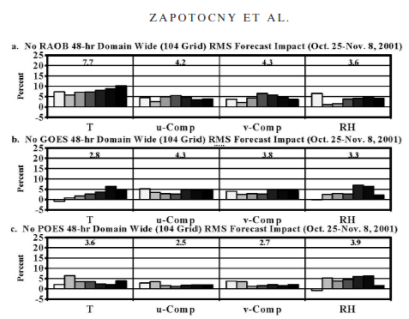 ZAPOTOCNY ET AL.
a. No RAOB 48-hr Domain Wide (104 Grid) RMS Forecast Impact (Oct. 25-Nov. 8, 2001)
25
20
15
10
5
0
-5
Percent
7.7 4.2 4.3 3.6
T u-Comp v-Comp RH
b. No GOES 48-hr Domain Wide (104 Grid) RMS Forecast Impact (Oct. 25-Nov. 8, 2001)
25
20
15
10
5
0
-5
Percent
2.8 4.3 3.8 3.3
T u-Comp v-Comp RH
c. No POES 48-hr Domain Wide (104 Grid) RMS Forecast Impact (Oct. 25-Nov. 8, 2001)
25
20
15
10
5
0
-5
Percent
3.6 2.5 2.7 3.9
T u-Comp v-Comp RH